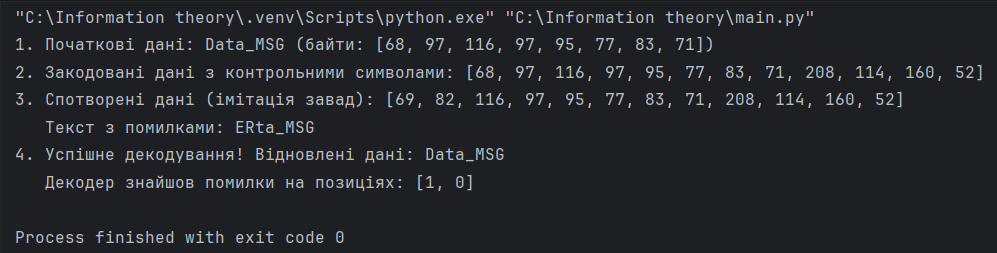 "C:\Information theory\.venv\Scripts\python.exe" "C:\Information theory\main.py"
1. Початкові дані: Data_MSG (байти: [68, 97, 116, 97, 95, 77, 83, 71])
2. Закодовані дані з контрольними символами: [68, 97, 116, 97, 95, 77, 83, 71, 208, 114, 160, 52]
3. Спотворені дані (імітація завад): [69, 82, 116, 97, 95, 77, 83, 71, 208, 114, 160, 52]
   Текст з помилками: ERta_MSG
4. Успішне декодування! Відновлені дані: Data_MSG
   Декодер знайшов помилки на позиціях: [1, 0]
Process finished with exit code 0